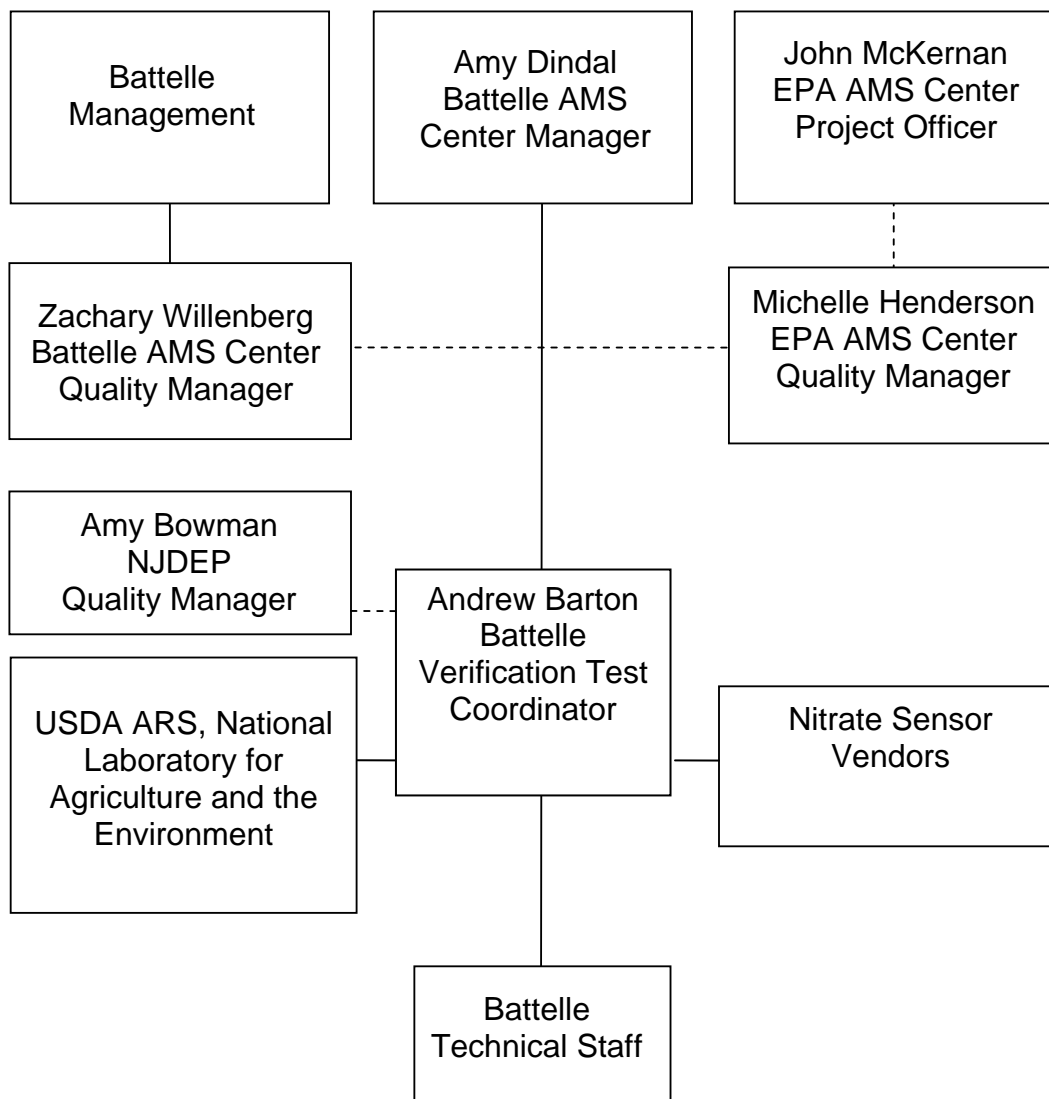 Battelle
Management
Amy Dindal
Battelle AMS
Center Manager
John McKernan
EPA AMS Center
Project Officer
Zachary Willenberg
Battelle AMS Center
Quality Manager
Michelle Henderson
EPA AMS Center
Quality Manager
Amy Bowman
NJDEP
Quality Manager
Andrew Barton
Battelle
Verification Test
Coordinator
USDA ARS, National
Laboratory for
Agriculture and the
Environment
Nitrate Sensor
Vendors
Battelle
Technical Staff